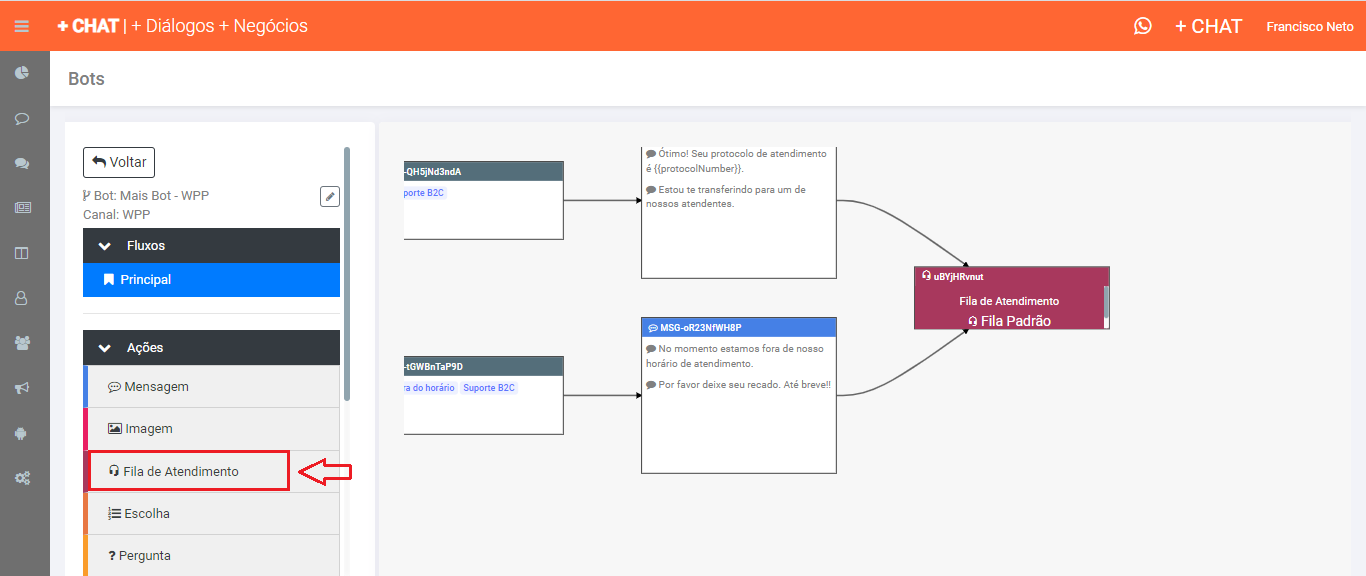 + CHAT | + Diálogos + Negócios
+ CHAT
Francisco Neto
Bots
Voltar
Bot: Mais Bot - WPP
Canal: WPP
Fluxos
Principal
Ações
Mensagem
Imagem
Fila de Atendimento
Escolha
? Pergunta
-QH5jNd3ndA
porte B2C
Ótimo! Seu protocolo de atendimento
é {{protocolNumber}}.
Estou te transferindo para um de
nossos atendentes.
-tGWBnTaP9D
ra do horário Suporte B2C
MSG-oR23NfWH8P
No momento estamos fora de nosso
horário de atendimento.
Por favor deixe seu recado. Até breve!!
uBYjHRvnut
Fila de Atendimento
Fila Padrão